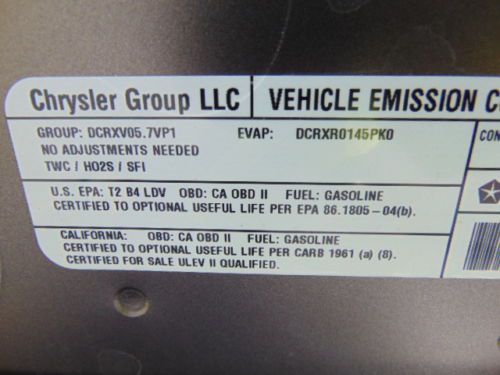 Chrysler Group LLC VEHICLE EMISSION C
GROUP: DCRXV05.7VP1 EVAP: DCRXR0145PK0
NO ADJUSTMENTS NEEDED
TWC / HO2S / SFI
CON
U.S. EPA: T2 B4 LDV OBD: CA OBD II FUEL: GASOLINE
CERTIFIED TO OPTIONAL USEFUL LIFE PER EPA 86.1805-04(b).
CALIFORNIA: OBD: CA OBD II FUEL: GASOLINE
CERTIFIED TO OPTIONAL USEFUL LIFE PER CARB 1961 (a) (8).
CERTIFIED FOR SALE ULEV II QUALIFIED.